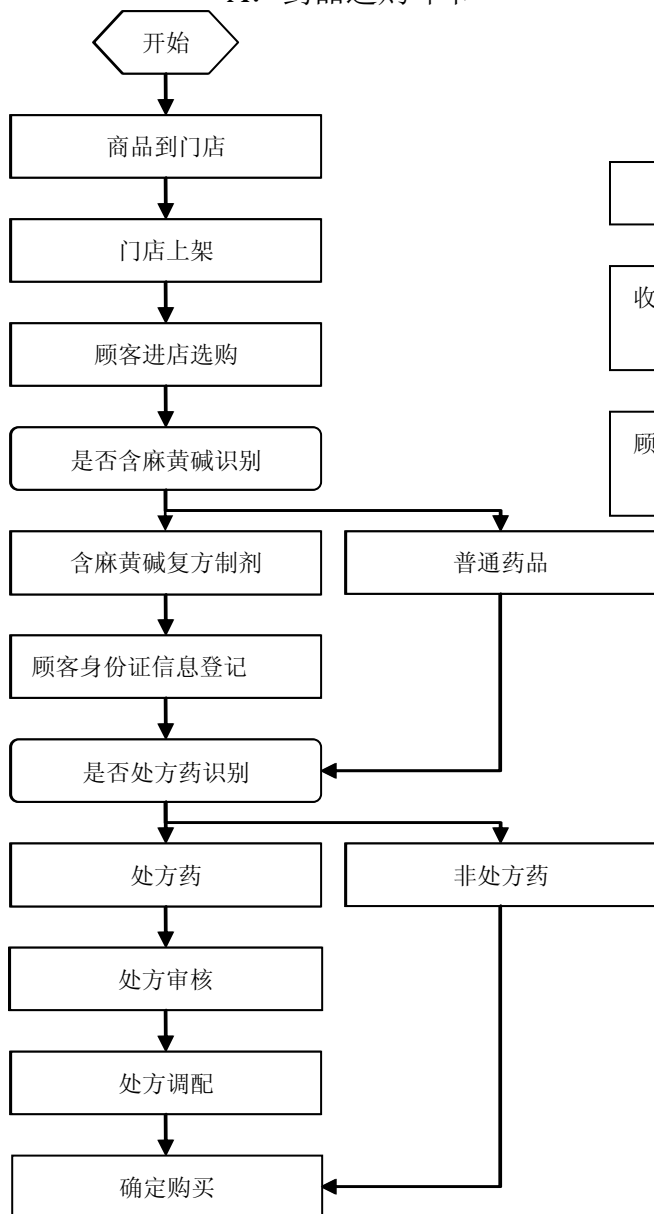 开始
商品到门店
门店上架
顾客进店选购
收
是否含麻黄碱识别
顾
含麻黄碱复方制剂
普通药品
顾客身份证信息登记
是否处方药识别
处方药
非处方药
处方审核
处方调配
确定购买